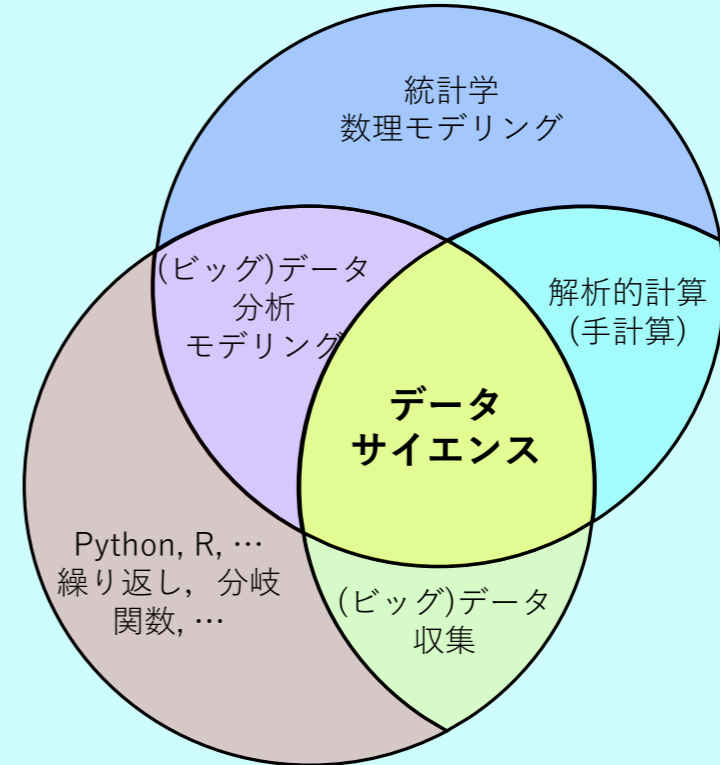 統計学
数理モデリング
(ビッグ)データ
分析
モデリング
解析的計算
(手計算)
データ
サイエンス
Python, R, …
繰り返し，分岐
関数, …
(ビッグ)データ
収集